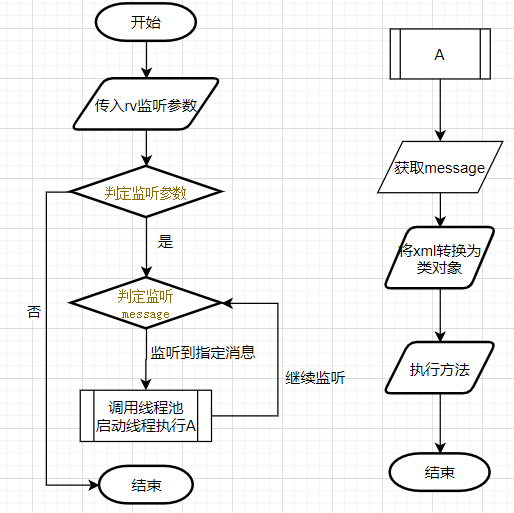 开始
传入rv监听参数
判定监听参数
是
否
判定监听
message
监听到指定消息
继续监听
调用线程池
启动线程执行A
结束
A
获取message
将xml转换为
类对象
执行方法
结束